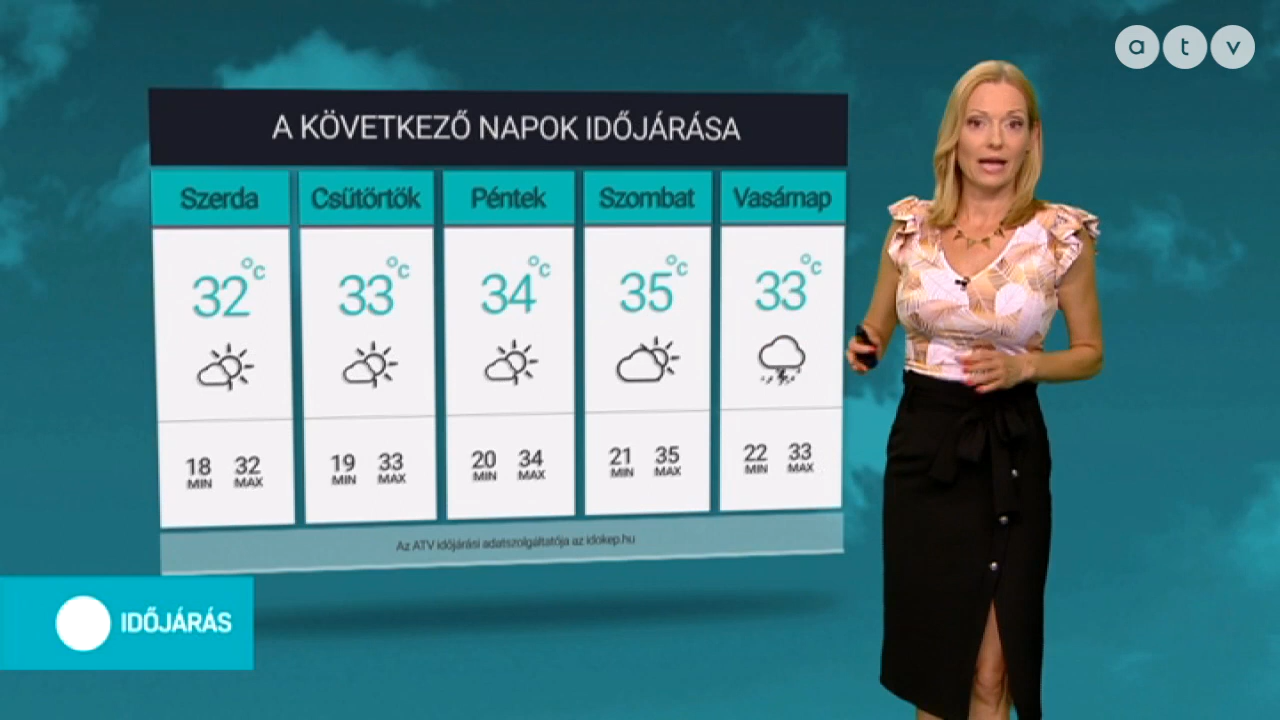 atv
A KÖVETKEZŐ NAPOK IDŐJÁRÁSA
Szerda Csütörtök Péntek Szombat Vasárnap
32°c 33°c 34°c 35°c 33°c
18 32 19 33 20 34 21 35 22 33
MIN MAX MIN MAX MIN MAX MIN MAX MIN MAX
Az ATV időjárási adatszolgáltatója az idokep.hu
IDŐJÁRÁS